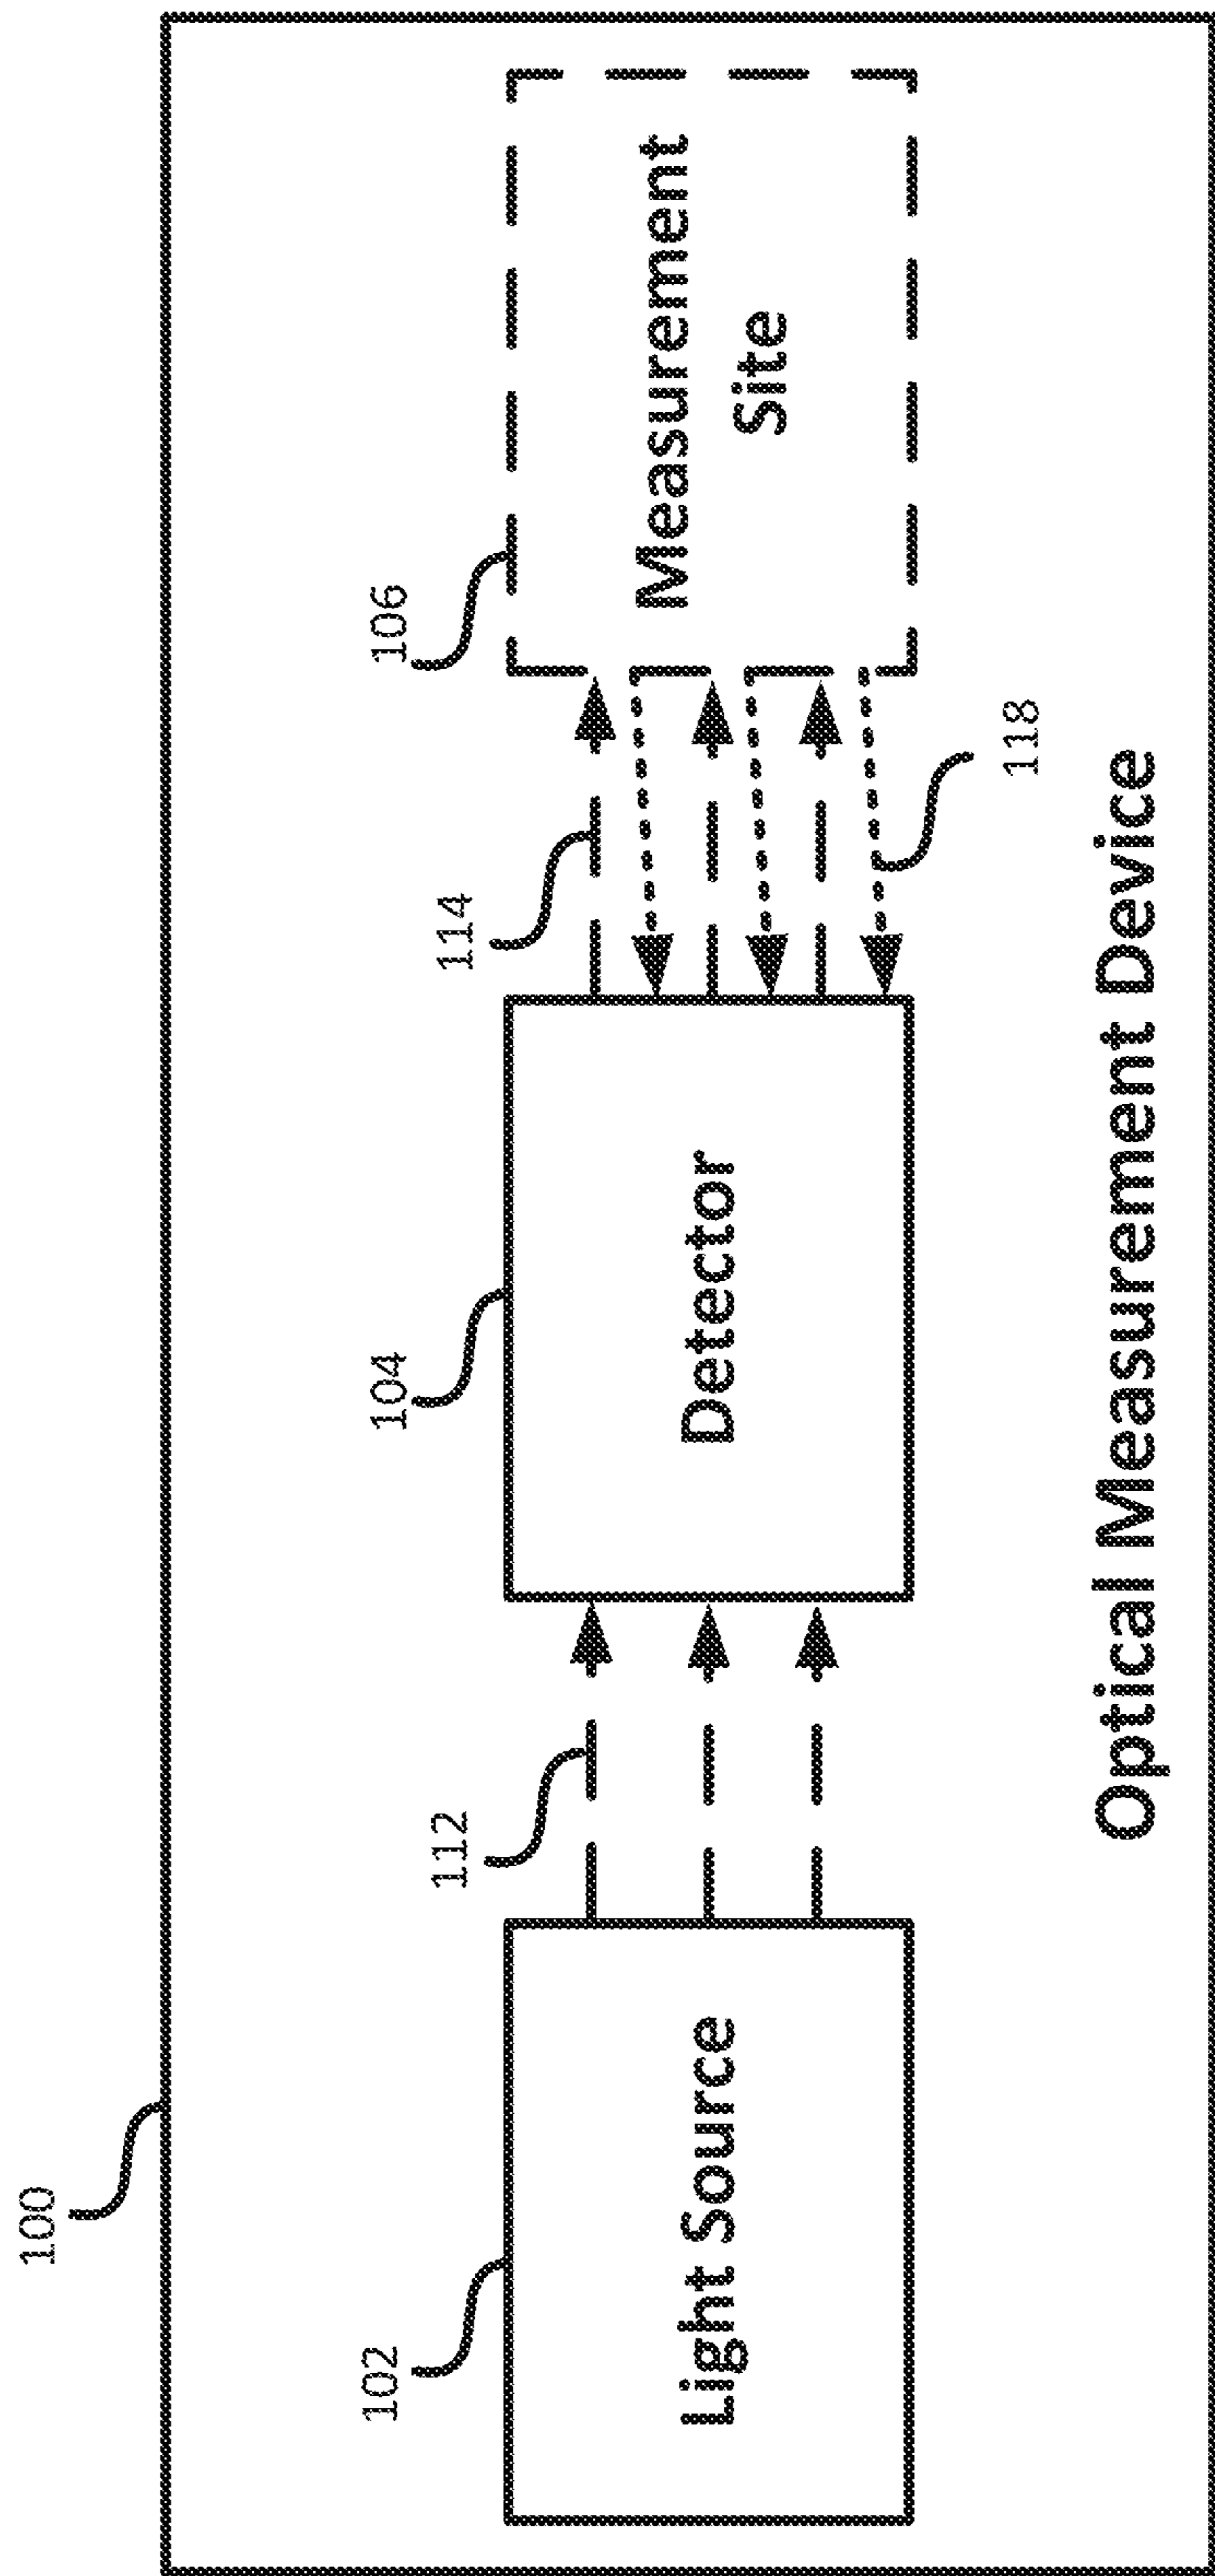 100
102
104
106
112
114
Light Source
Detector
Measurement
Site
118
Optical Measurement Device